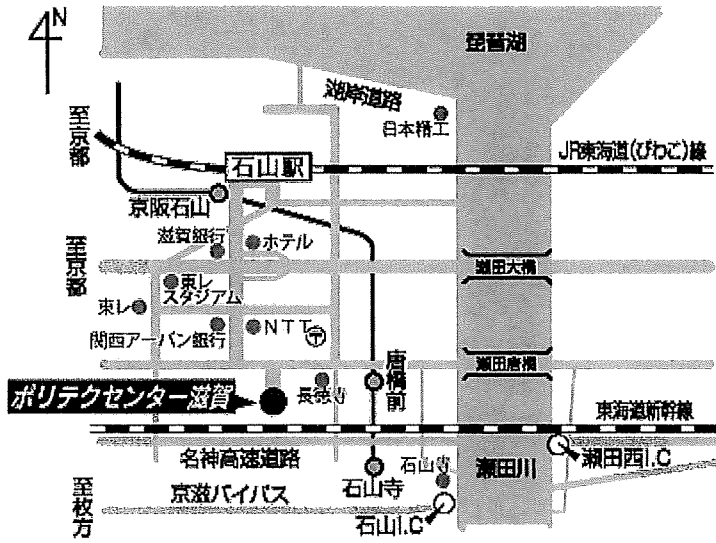 N
琵琶湖
湖岸道路
日本精工
至京都
JR東海道(びわこ)線
石山駅
京阪石山
滋賀銀行
ホテル
至京都
瀬田大橋
東レ
スタジアム
東レ
NTT
〒
関西アーバン銀行
瀬田唐橋
唐橋前
長徳寺
ポリテクセンター滋賀
東海道新幹線
名神高速道路
石山寺
瀬田川
瀬田西I.C
至枚方
京滋バイパス
石山寺
石山I.C